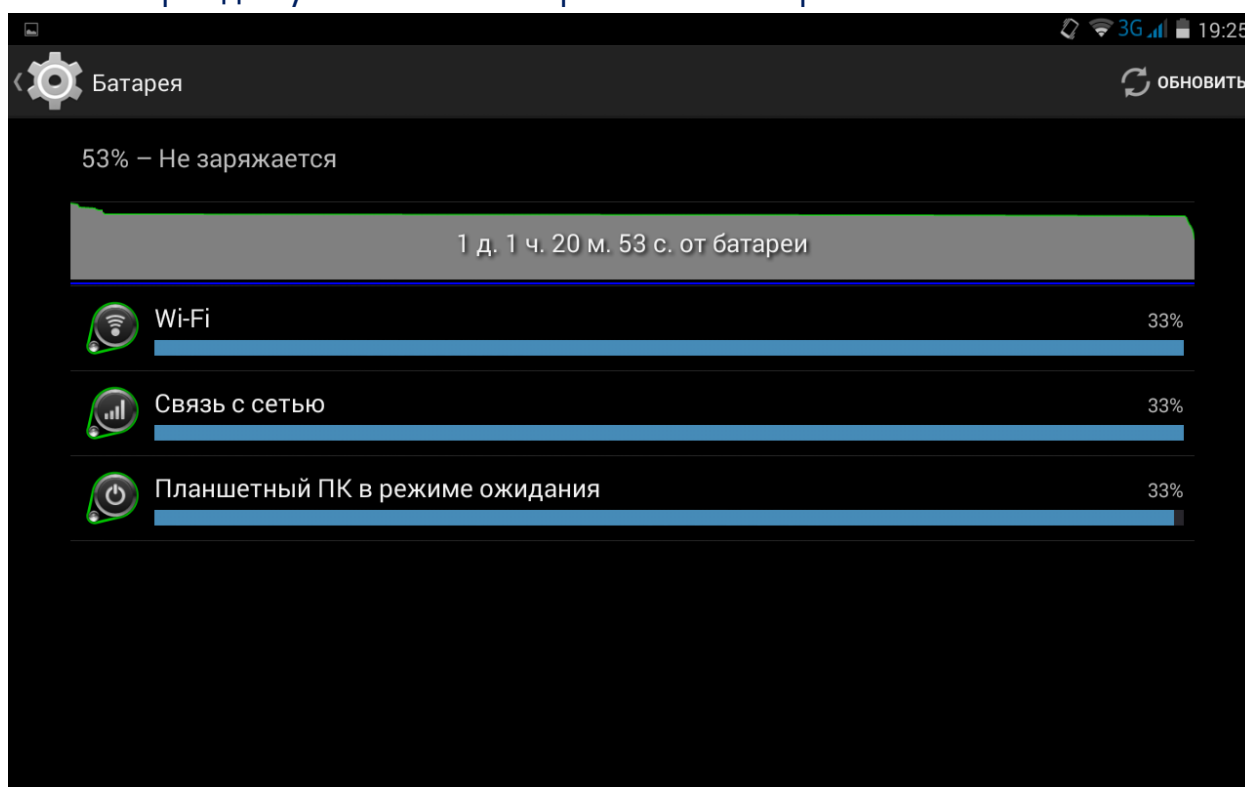 3G 19:25
Батарея ОБНОВИТЬ
53% – Не заряжается
1 д. 1 ч. 20 м. 53 с. от батареи
Wi-Fi 33%
Связь с сетью 33%
Планшетный ПК в режиме ожидания 33%